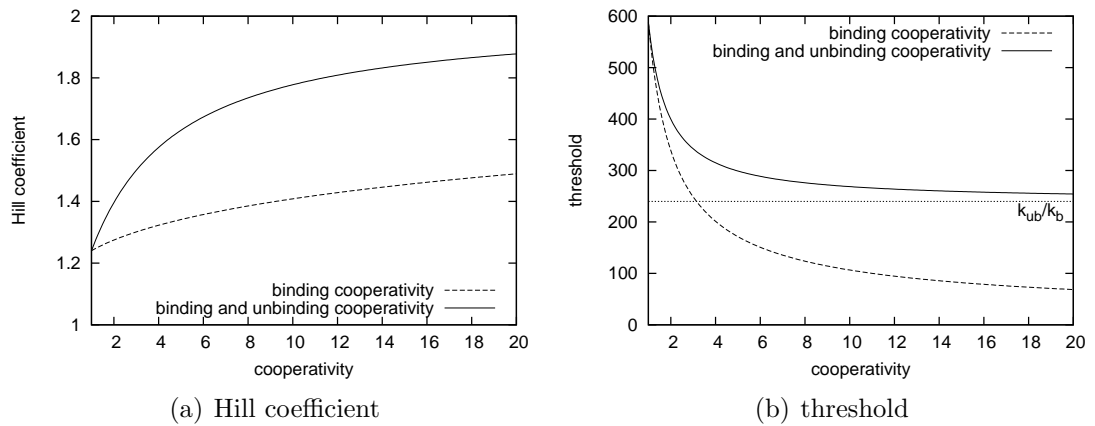 2
1.8
1.6
1.4
1.2
1
Hill coefficient
binding cooperativity
binding and unbinding cooperativity
2 4 6 8 10 12 14 16 18 20
cooperativity
(a) Hill coefficient
600
500
400
300
200
100
0
threshold
binding cooperativity
binding and unbinding cooperativity
kub/kb
2 4 6 8 10 12 14 16 18 20
cooperativity
(b) threshold